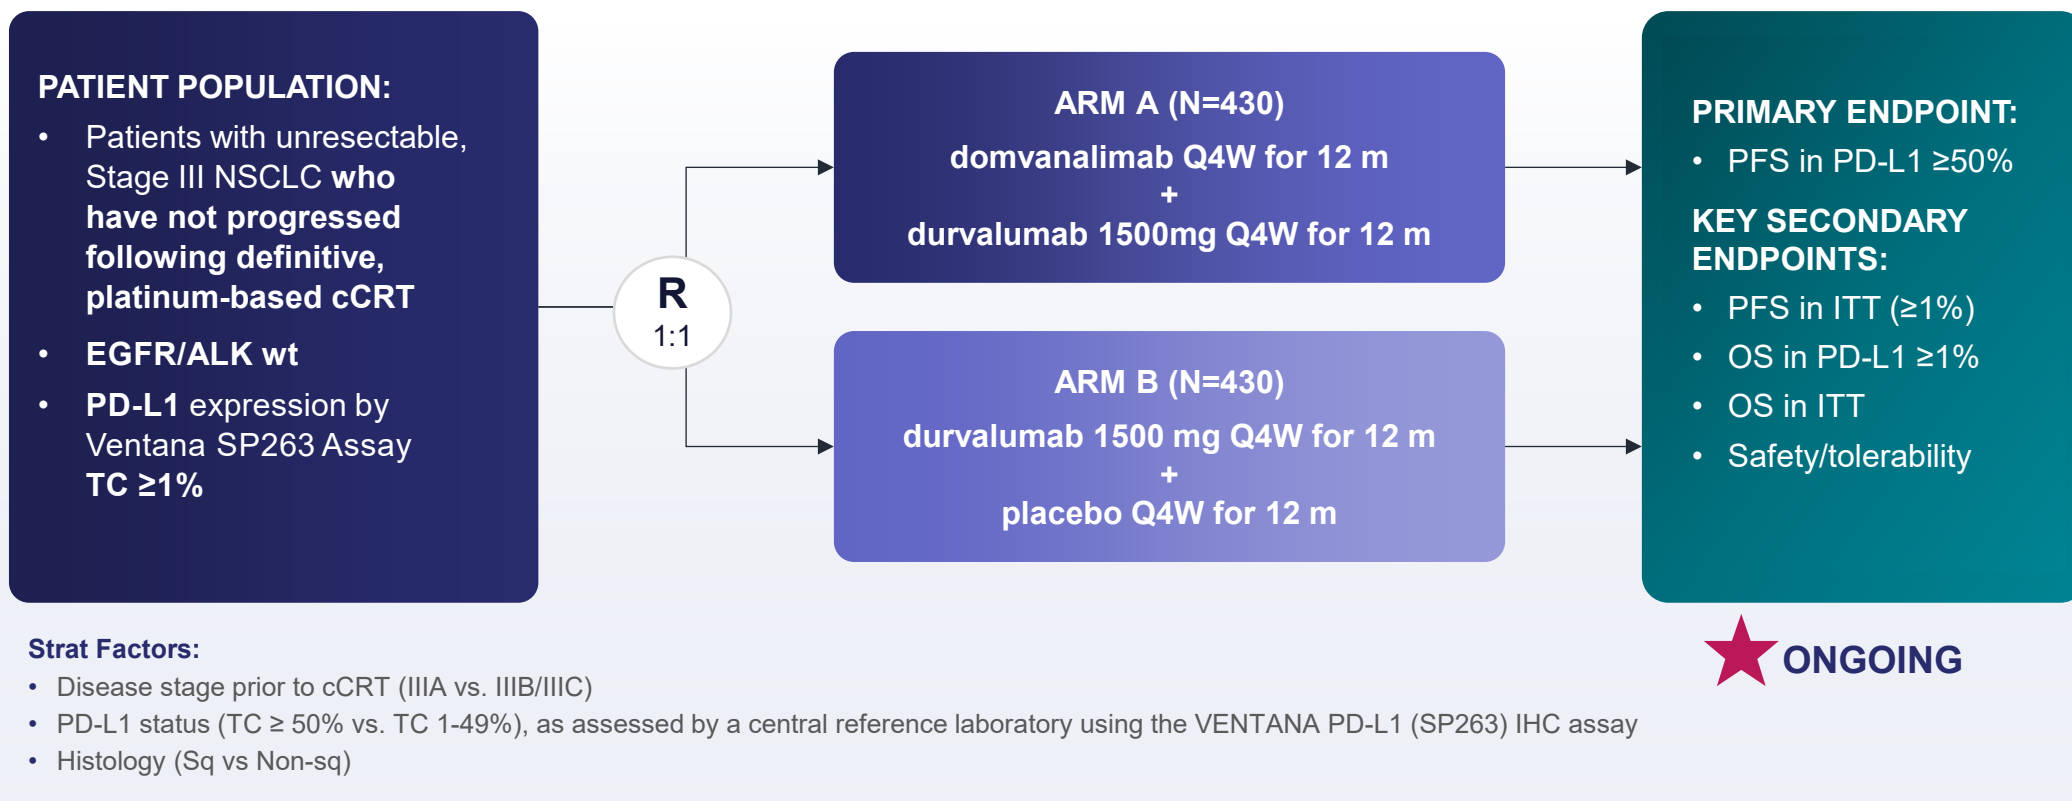 PATIENT POPULATION:
• Patients with unresectable,
Stage III NSCLC who
have not progressed
following definitive,
platinum-based cCRT
• EGFR/ALK wt
• PD-L1 expression by
Ventana SP263 Assay
TC ≥1%
R
1:1
ARM A (N=430)
domvanalimab Q4W for 12 m
+
durvalumab 1500mg Q4W for 12 m
ARM B (N=430)
durvalumab 1500 mg Q4W for 12 m
+
placebo Q4W for 12 m
PRIMARY ENDPOINT:
• PFS in PD-L1 ≥50%
KEY SECONDARY
ENDPOINTS:
• PFS in ITT (≥1%)
• OS in PD-L1 ≥1%
• OS in ITT
• Safety/tolerability
ONGOING
Strat Factors:
• Disease stage prior to cCRT (IIIA vs. IIIB/IIIC)
• PD-L1 status (TC ≥ 50% vs. TC 1-49%), as assessed by a central reference laboratory using the VENTANA PD-L1 (SP263) IHC assay
• Histology (Sq vs Non-sq)